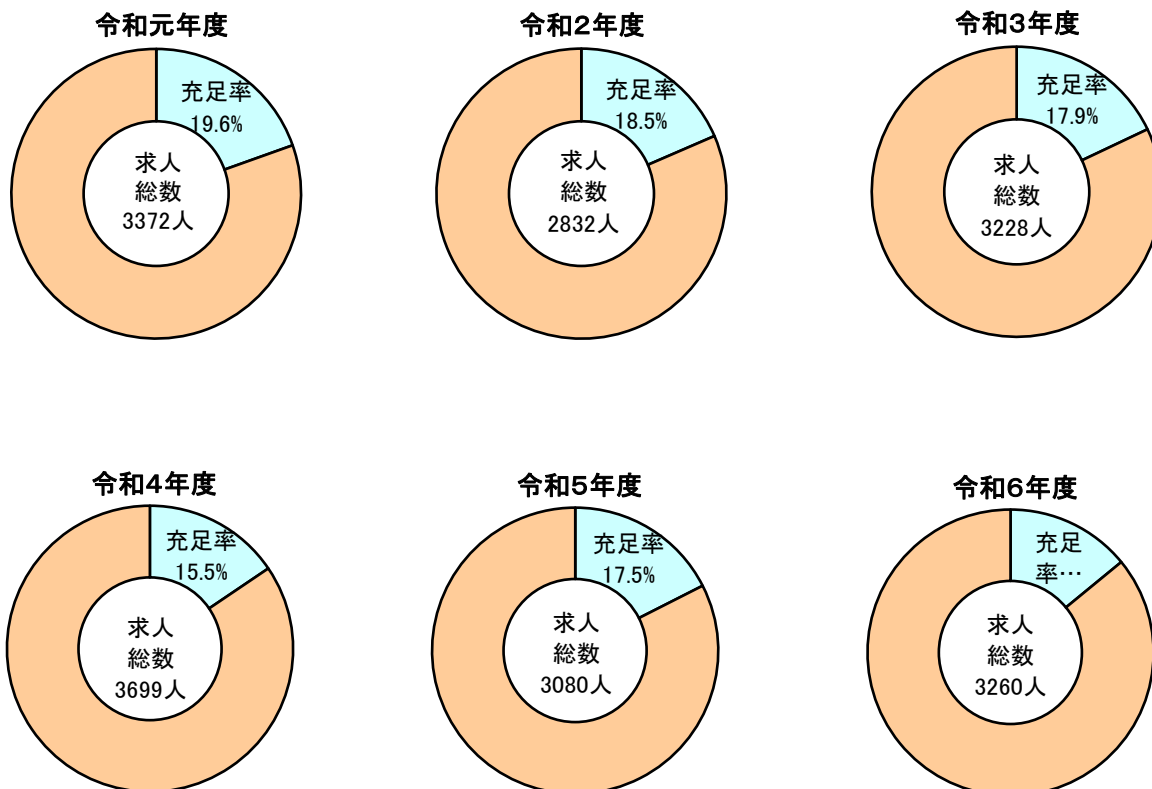 令和元年度
充足率
19.6%
求人
総数
3372人
令和2年度
充足率
18.5%
求人
総数
2832人
令和3年度
充足率
17.9%
求人
総数
3228人
令和4年度
充足率
15.5%
求人
総数
3699人
令和5年度
充足率
17.5%
求人
総数
3080人
令和6年度
充足
率…
求人
総数
3260人